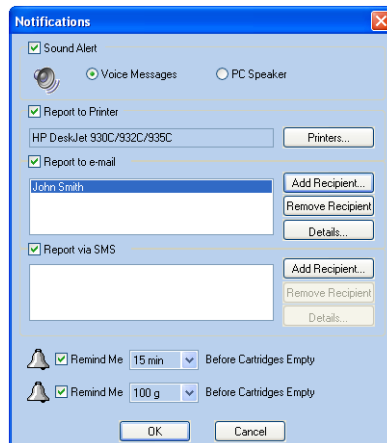 Notifications
Sound Alert
Voice Messages PC Speaker
Report to Printer
HP DeskJet 930C/932C/935C Printers...
Report to e-mail
John Smith Add Recipient...
Remove Recipient
Details...
Report via SMS
Add Recipient...
Remove Recipient
Details...
Remind Me 15 min Before Cartridges Empty
Remind Me 100 g Before Cartridges Empty
OK Cancel